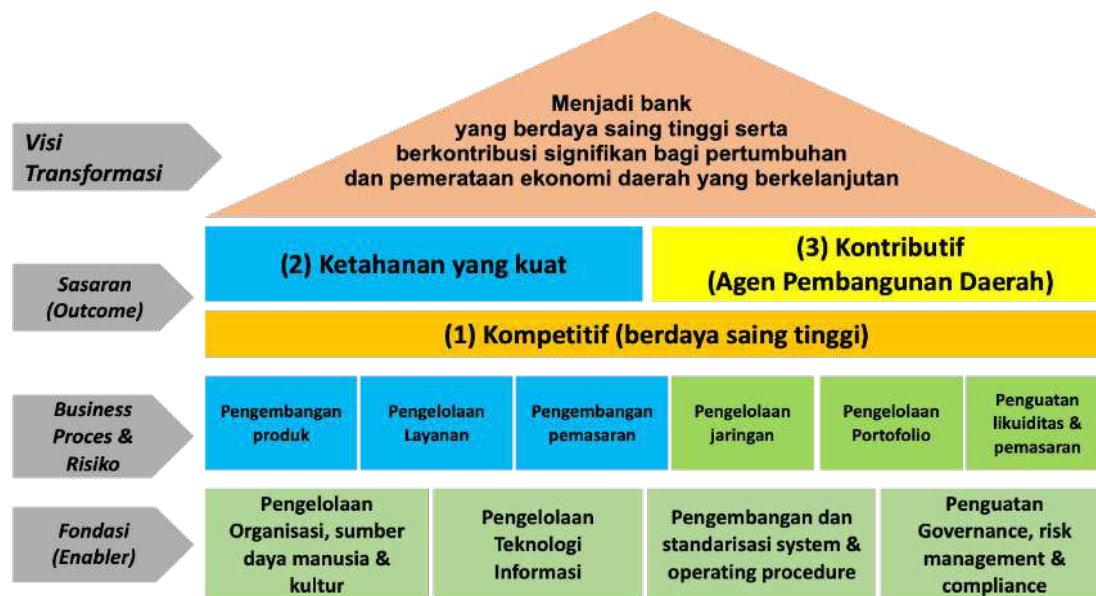 Visi
Transformasi
Menjadi bank
yang berdaya saing tinggi serta
berkontribusi signifikan bagi pertumbuhan
dan pemerataan ekonomi daerah yang berkelanjutan
Sasaran
(Outcome)
(2) Ketahanan yang kuat
(3) Kontributif
(Agen Pembangunan Daerah)
(1) Kompetitif (berdaya saing tinggi)
Business
Proces &
Risiko
Pengembangan
produk
Pengelolaan
Layanan
Pengembangan
pemasaran
Pengelolaan
jaringan
Pengelolaan
Portofolio
Penguatan
likuiditas &
pemasaran
Fondasi
(Enabler)
Pengelolaan
Organisasi, sumber
daya manusia &
kultur
Pengelolaan
Teknologi
Informasi
Pengembangan dan
standarisasi system &
operating procedure
Penguatan
Governance, risk
management &
compliance